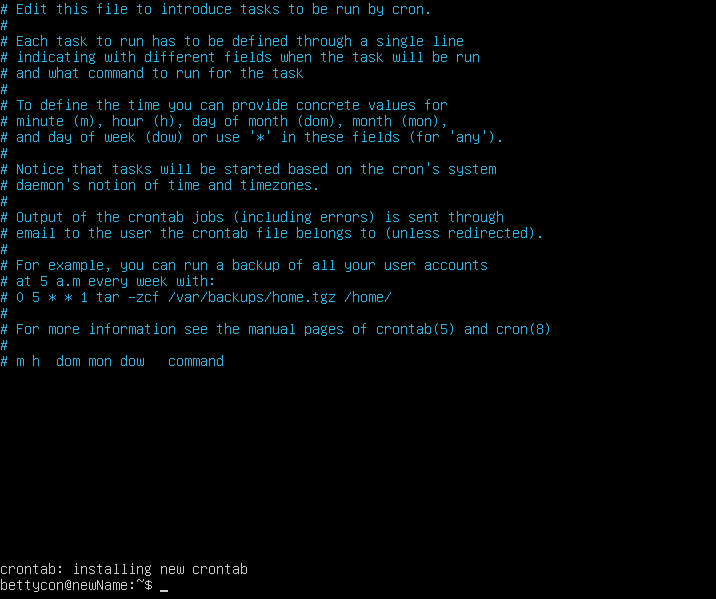 # Edit this file to introduce tasks to be run by cron.
#
# Each task to run has to be defined through a single line
# indicating with different fields when the task will be run
# and what command to run for the task
#
# To define the time you can provide concrete values for
# minute (m), hour (h), day of month (dom), month (mon),
# and day of week (dow) or use '*' in these fields (for 'any').
#
# Notice that tasks will be started based on the cron's system
# daemon's notion of time and timezones.
#
# Output of the crontab jobs (including errors) is sent through
# email to the user the crontab file belongs to (unless redirected).
#
# For example, you can run a backup of all your user accounts
# at 5 a.m every week with:
# 0 5 * * 1 tar -zcf /var/backups/home.tgz /home/
#
# For more information see the manual pages of crontab(5) and cron(8)
#
# m h  dom mon dow   command
crontab: installing new crontab
bettycon@newName:~$ _